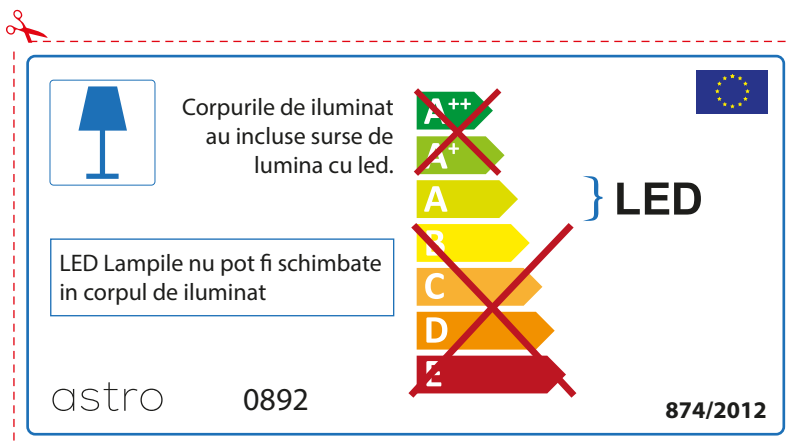 Corpurile de iluminat
au incluse surse de
lumina cu led.
LED Lampile nu pot fi schimbate
in corpul de iluminat
A++
A+
A
B
C
D
E
LED
astro
0892
874/2012